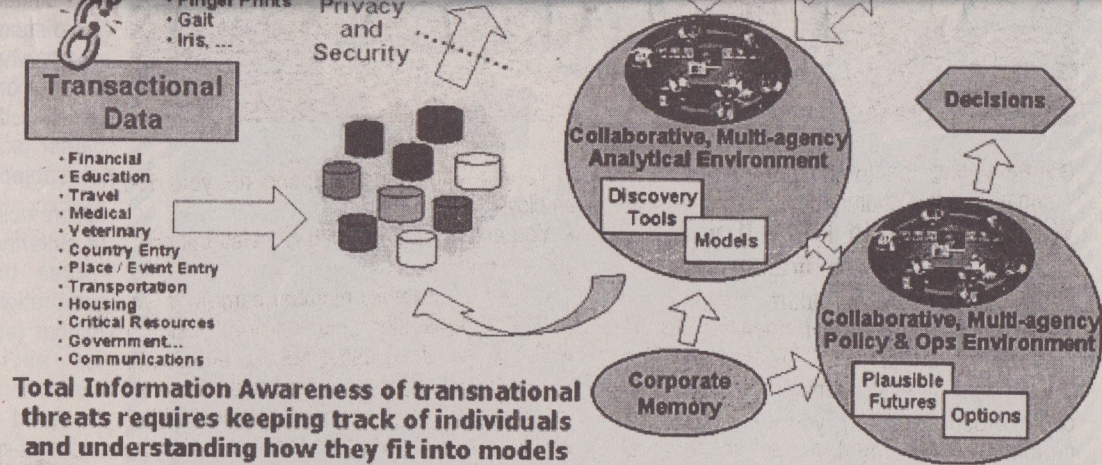 • Finger Prints
• Gait
• Iris, ...
Privacy
and
Security
Transactional
Data
• Financial
• Education
• Travel
• Medical
• Veterinary
• Country Entry
• Place / Event Entry
• Transportation
• Housing
• Critical Resources
• Government...
• Communications
Total Information Awareness of transnational
threats requires keeping track of individuals
and understanding how they fit into models
Collaborative, Multi-agency
Analytical Environment
Discovery
Tools
Models
Corporate
Memory
Decisions
Collaborative, Multi-agency
Policy & Ops Environment
Plausible
Futures
Options